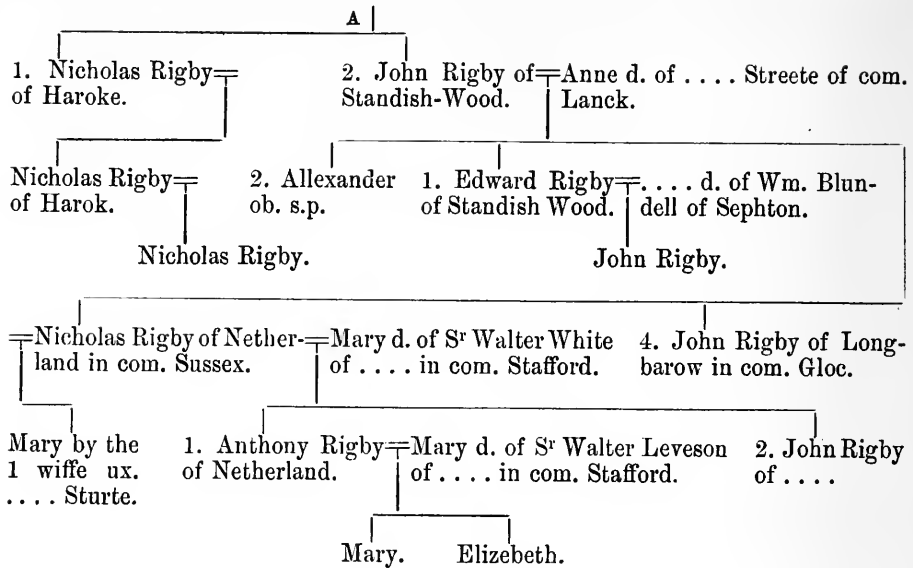 A
1. Nicholas Rigby
of Haroke.
2. John Rigby of
Standish-Wood.
Anne d. of . . . . Streete of com.
Lanck.
Nicholas Rigby
of Harok.
2. Allexander
ob. s.p.
1. Edward Rigby
of Standish Wood.
. . . . d. of Wm. Blun-
dell of Sephton.
Nicholas Rigby.
John Rigby.
Nicholas Rigby of Nether-
land in com. Sussex.
Mary d. of Sʳ Walter White
of . . . . in com. Stafford.
4. John Rigby of Long-
barow in com. Gloc.
Mary by the
1 wiffe ux.
. . . . Sturte.
1. Anthony Rigby
of Netherland.
Mary d. of Sʳ Walter Leveson
of . . . . in com. Stafford.
2. John Rigby
of . . . .
Mary.
Elizebeth.